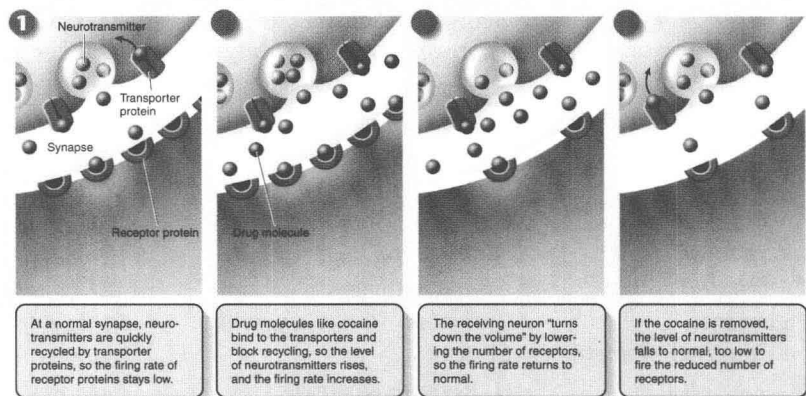 1
Neurotransmitter
Transporter
protein
Synapse
Receptor protein
Drug molecule
At a normal synapse, neuro-
transmitters are quickly
recycled by transporter
proteins, so the firing rate of
receptor proteins stays low.
Drug molecules like cocaine
bind to the transporters and
block recycling, so the level
of neurotransmitters rises,
and the firing rate increases.
The receiving neuron "turns
down the volume" by lower-
ing the number of receptors,
so the firing rate returns to
normal.
If the cocaine is removed,
the level of neurotransmitters
falls to normal, too low to
fire the reduced number of
receptors.